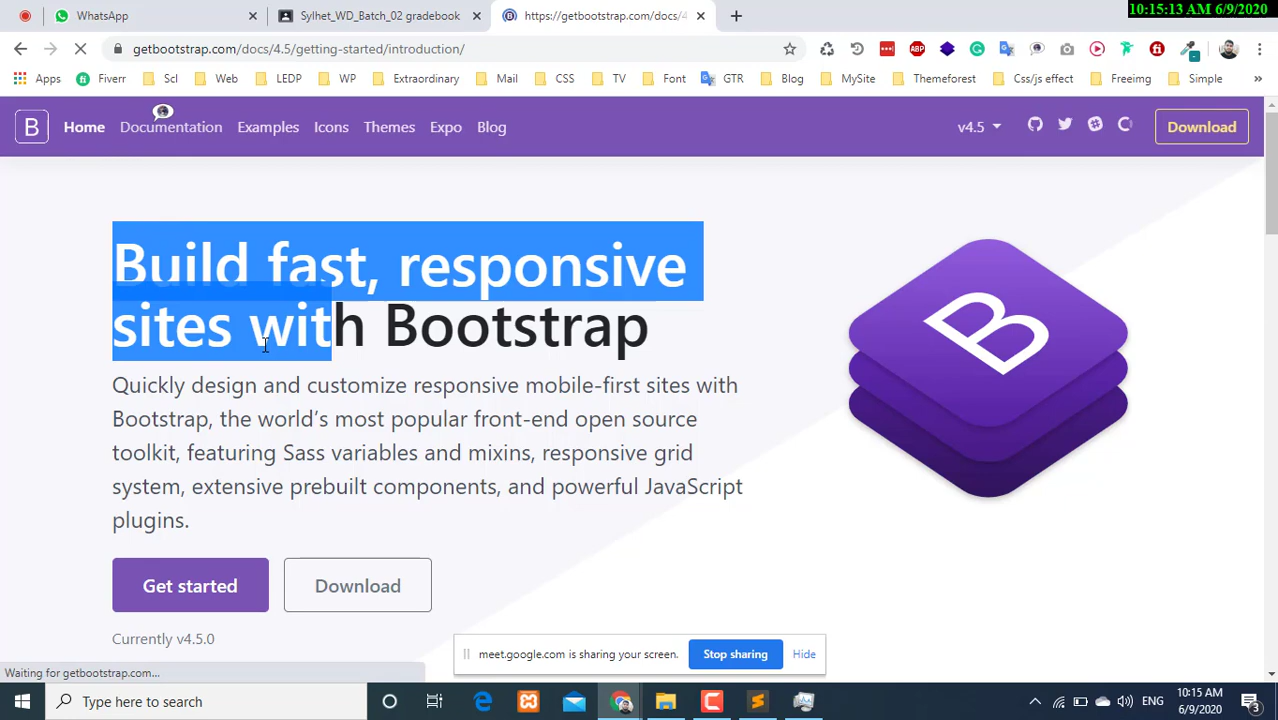 10:15:13 AM 6/9/2020
WhatsApp
Sylhet_WD_Batch_02 gradebook
https://getbootstrap.com/docs/4
getbootstrap.com/docs/4.5/getting-started/introduction/
Apps Fiverr Scl Web LEDP WP Extraordinary Mail CSS TV Font GTR Blog MySite Themeforest Css/js effect Freeimg Simple
B Home Documentation Examples Icons Themes Expo Blog v4.5 Download
Build fast, responsive
sites with Bootstrap
Quickly design and customize responsive mobile-first sites with
Bootstrap, the world’s most popular front-end open source
toolkit, featuring Sass variables and mixins, responsive grid
system, extensive prebuilt components, and powerful JavaScript
plugins.
Get started Download
Currently v4.5.0
meet.google.com is sharing your screen. Stop sharing Hide
Waiting for getbootstrap.com...
Type here to search
ENG
10:15 AM
6/9/2020
3